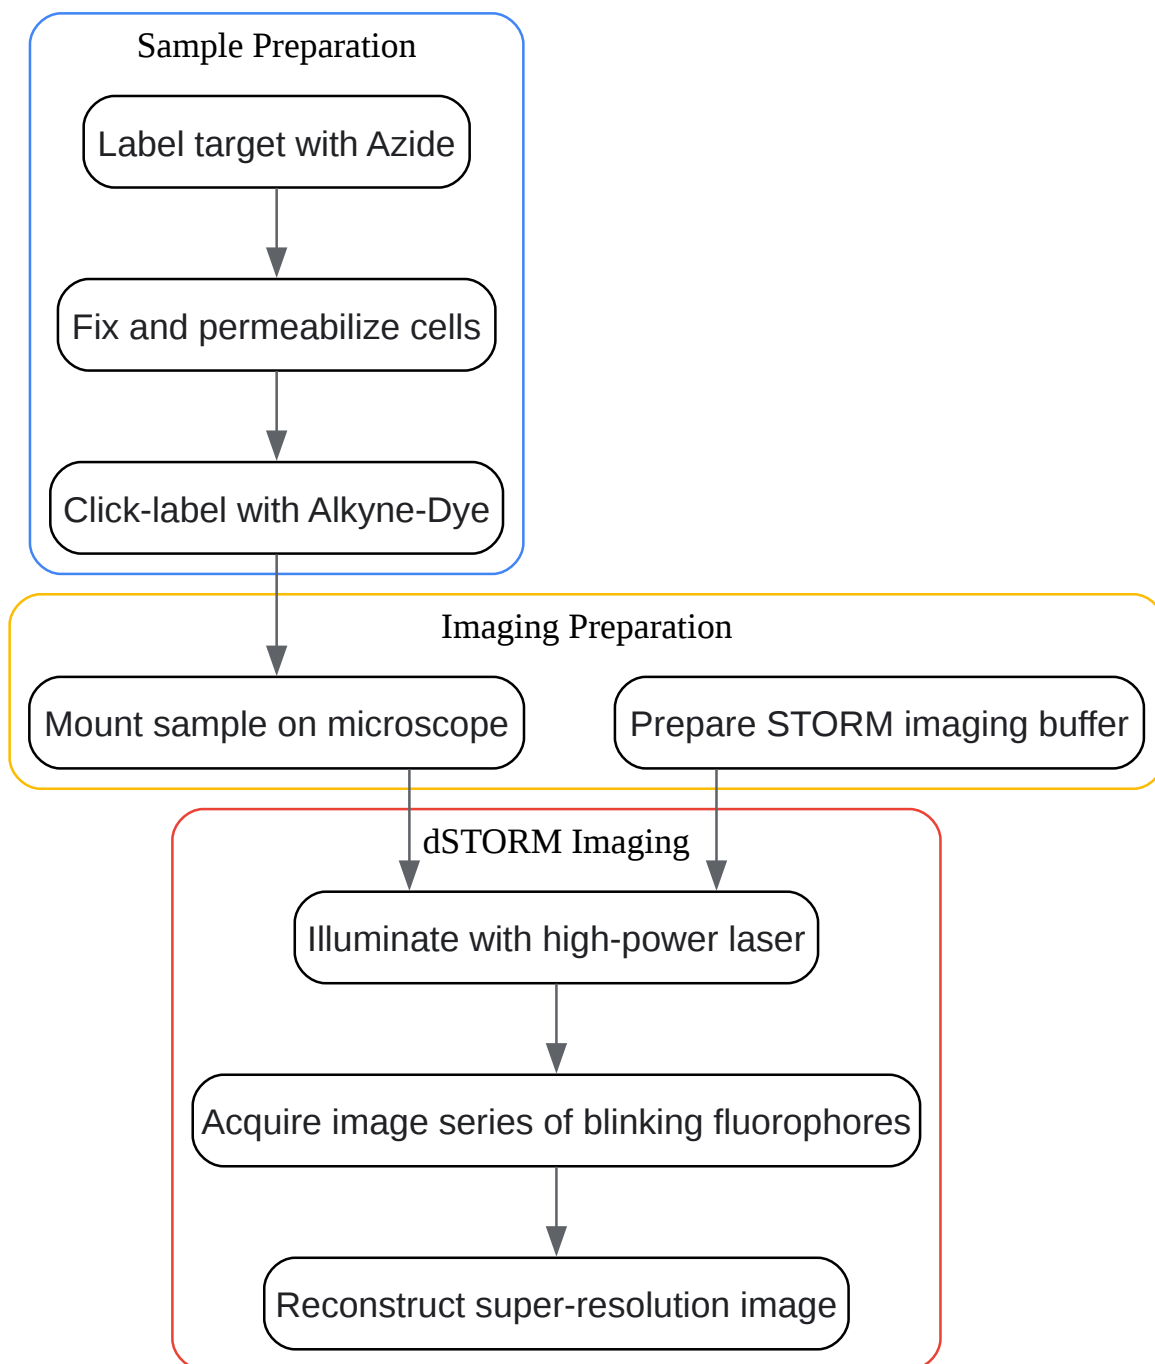 Sample Preparation
Label target with Azide
Fix and permeabilize cells
Click-label with Alkyne-Dye
Imaging Preparation
Mount sample on microscope
Prepare STORM imaging buffer
dSTORM Imaging
Illuminate with high-power laser
Acquire image series of blinking fluorophores
Reconstruct super-resolution image